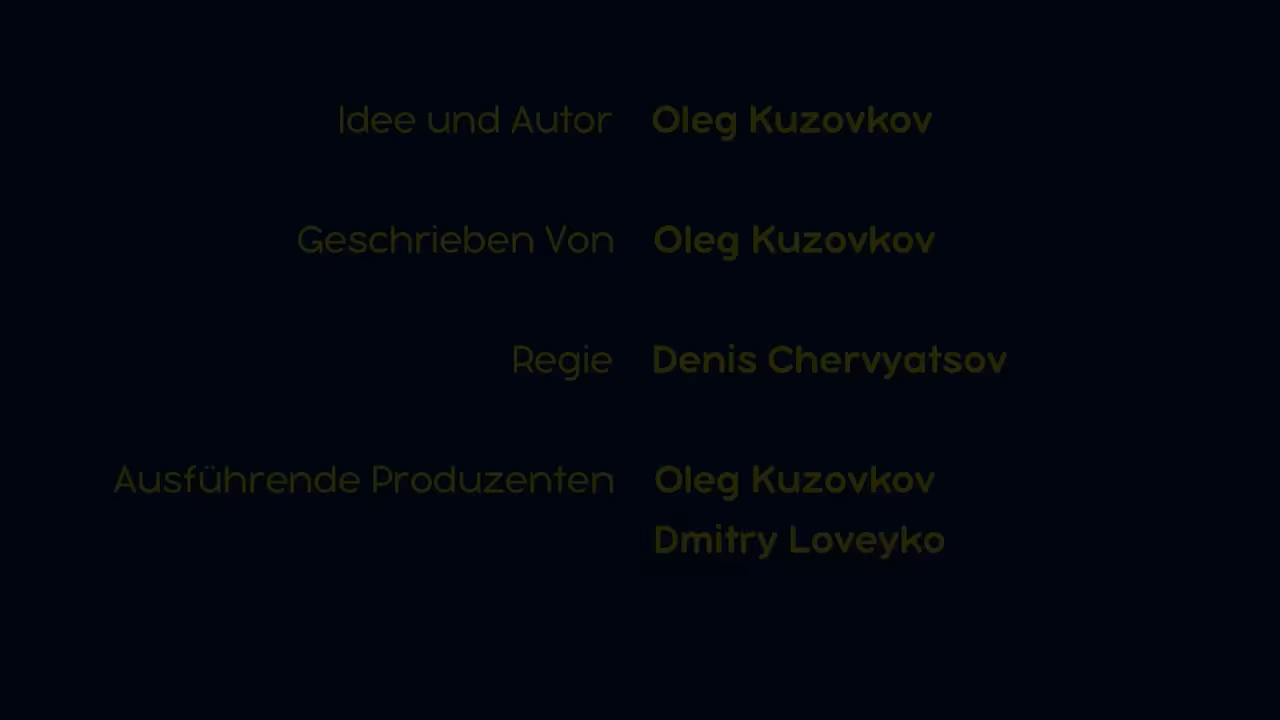 Idee und Autor Oleg Kuzovkov
Geschrieben Von Oleg Kuzovkov
Regie Denis Chervyatsov
Ausführende Produzenten Oleg Kuzovkov
Dmitry Loveyko